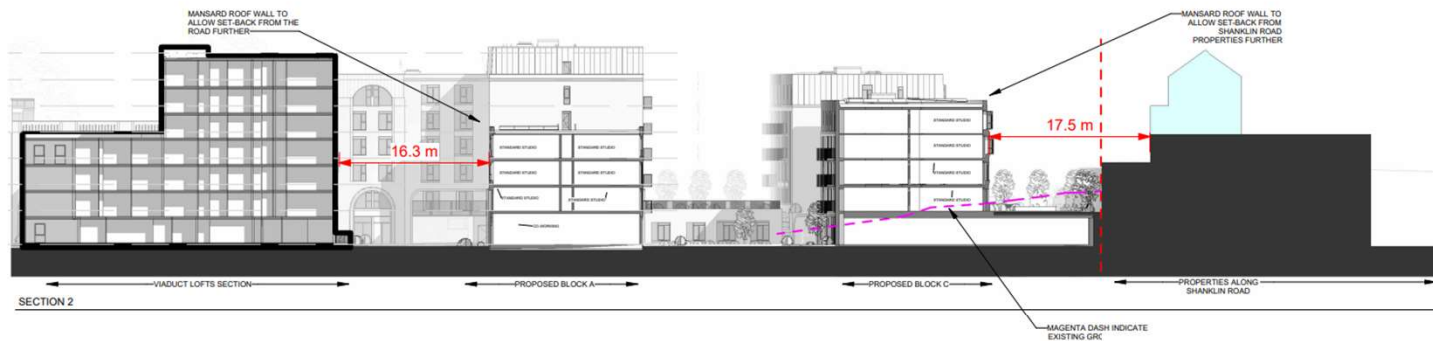 MANSARD ROOF WALL TO
ALLOW SET-BACK FROM THE
ROAD FURTHER
MANSARD ROOF WALL TO
ALLOW SET-BACK FROM
SHANKLIN ROAD
PROPERTIES FURTHER
16.3 m
17.5 m
STANDARD STUDIO
STANDARD STUDIO
STANDARD STUDIO
STANDARD STUDIO
STANDARD STUDIO
STANDARD STUDIO
CO-WORKING
STANDARD STUDIO
STANDARD STUDIO
STANDARD STUDIO
STANDARD STUDIO
VIADUCT LOFTS SECTION
PROPOSED BLOCK A
PROPOSED BLOCK C
PROPERTIES ALONG
SHANKLIN ROAD
SECTION 2
MAGENTA DASH INDICATE
EXISTING GRC